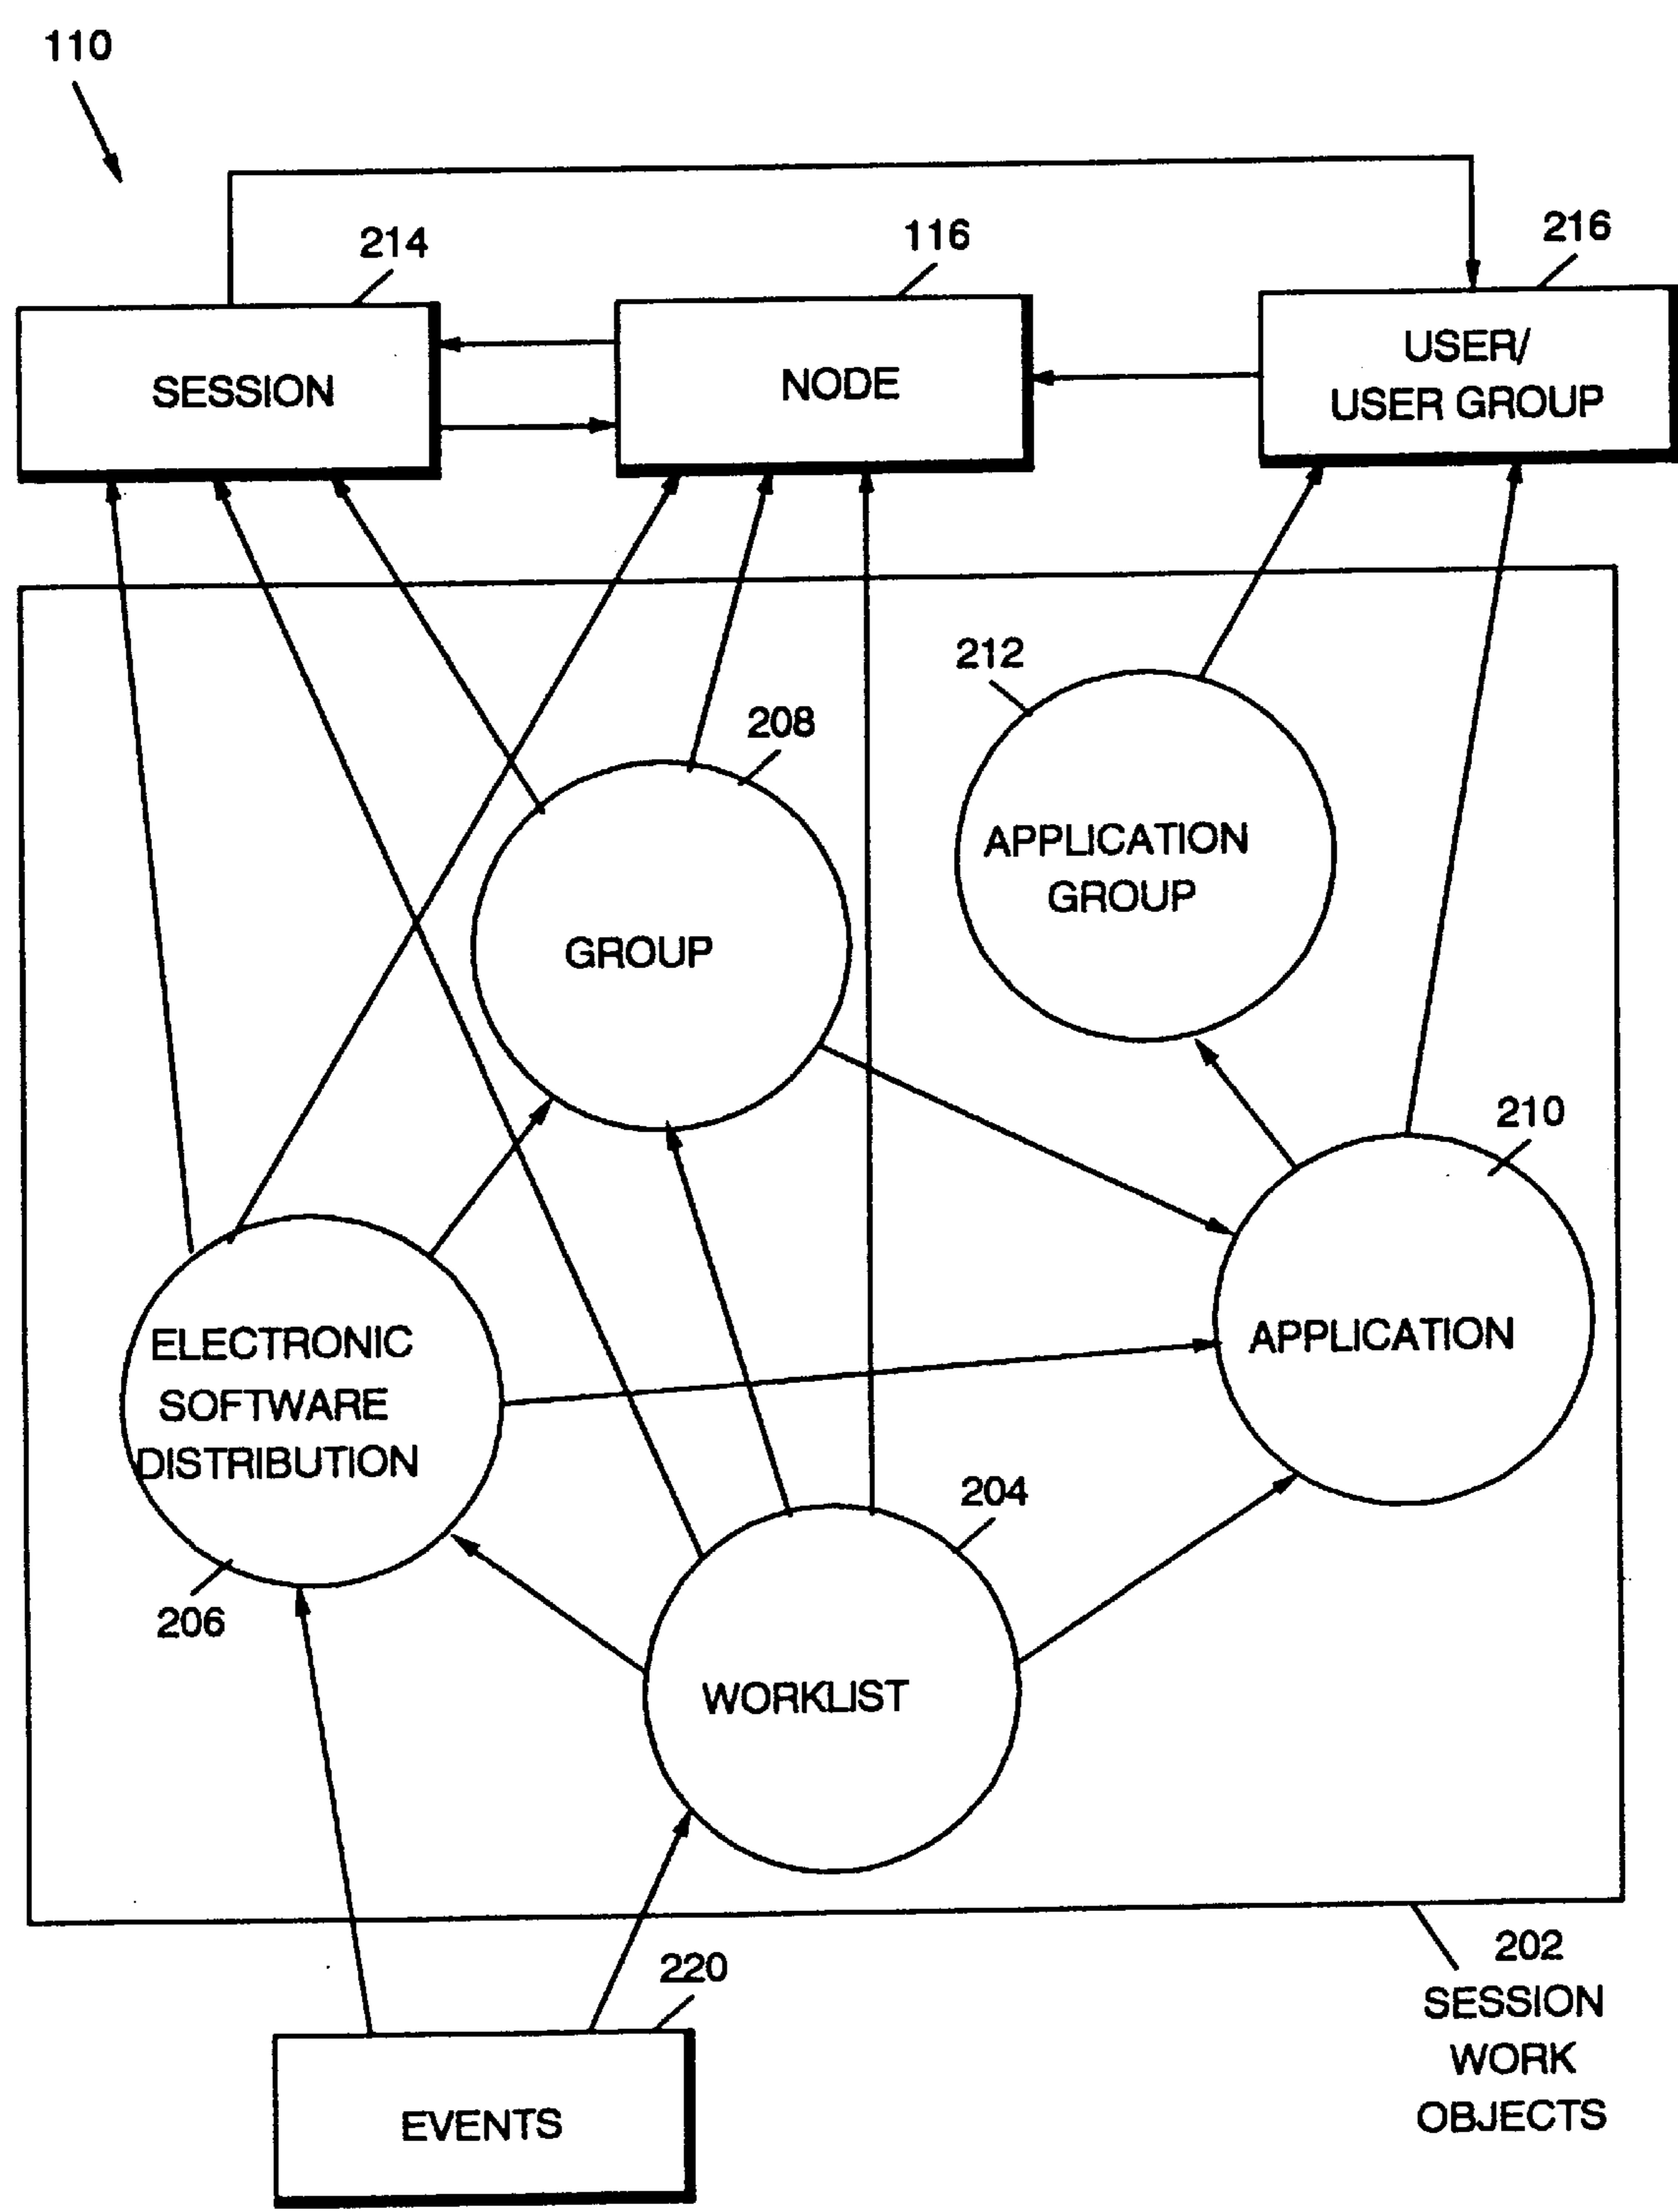 110
214
116
216
SESSION
NODE
USER/
USER GROUP
212
208
APPLICATION
GROUP
GROUP
210
ELECTRONIC
SOFTWARE
DISTRIBUTION
APPLICATION
204
206
WORKLIST
202
SESSION
WORK
OBJECTS
220
EVENTS